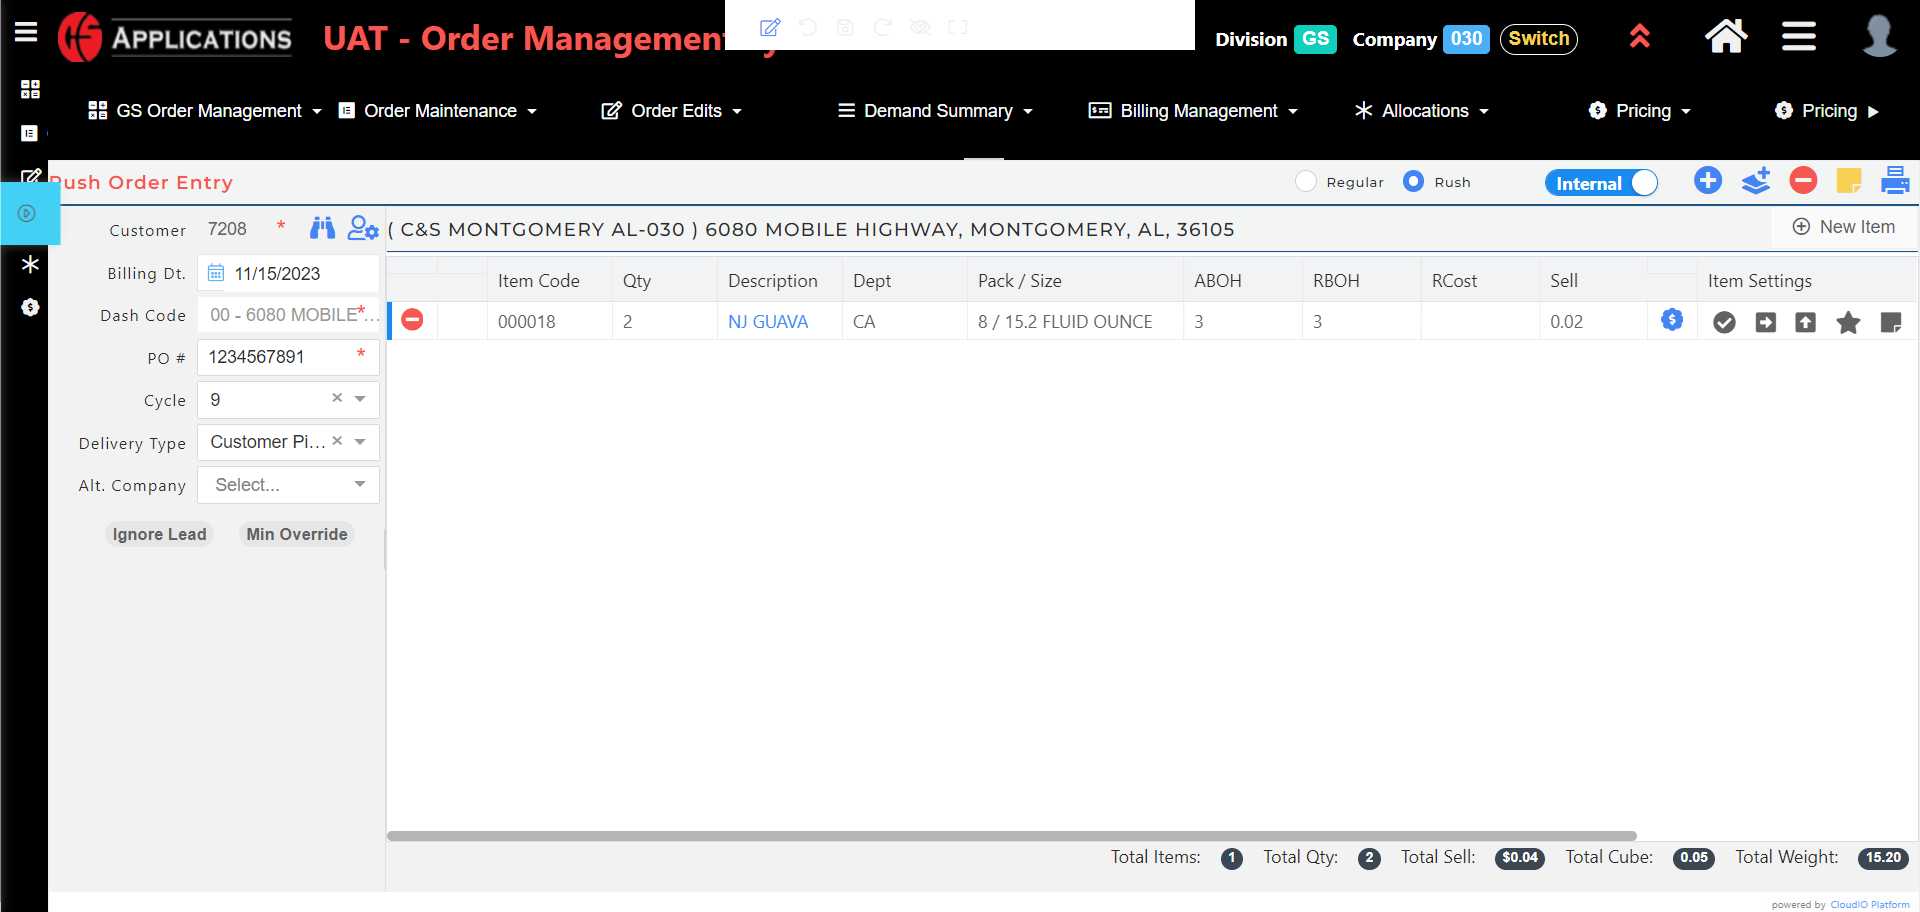 APPLICATIONS UAT - Order Management Division GS Company 030 Switch
GS Order Management Order Maintenance Order Edits Demand Summary Billing Management Allocations Pricing Pricing
Rush Order Entry Regular Rush Internal
Customer 7208 * ( C&S MONTGOMERY AL-030 ) 6080 MOBILE HIGHWAY, MONTGOMERY, AL, 36105 New Item
Billing Dt. 11/15/2023
Dash Code 00 - 6080 MOBILE*...
PO # 1234567891 *
Cycle 9
Delivery Type Customer Pi...
Alt. Company Select...
Ignore Lead Min Override
Item Code Qty Description Dept Pack / Size ABOH RBOH RCost Sell Item Settings
000018 2 NJ GUAVA CA 8 / 15.2 FLUID OUNCE 3 3 0.02
Total Items: 1 Total Qty: 2 Total Sell: $0.04 Total Cube: 0.05 Total Weight: 15.20
powered by CloudIO Platform